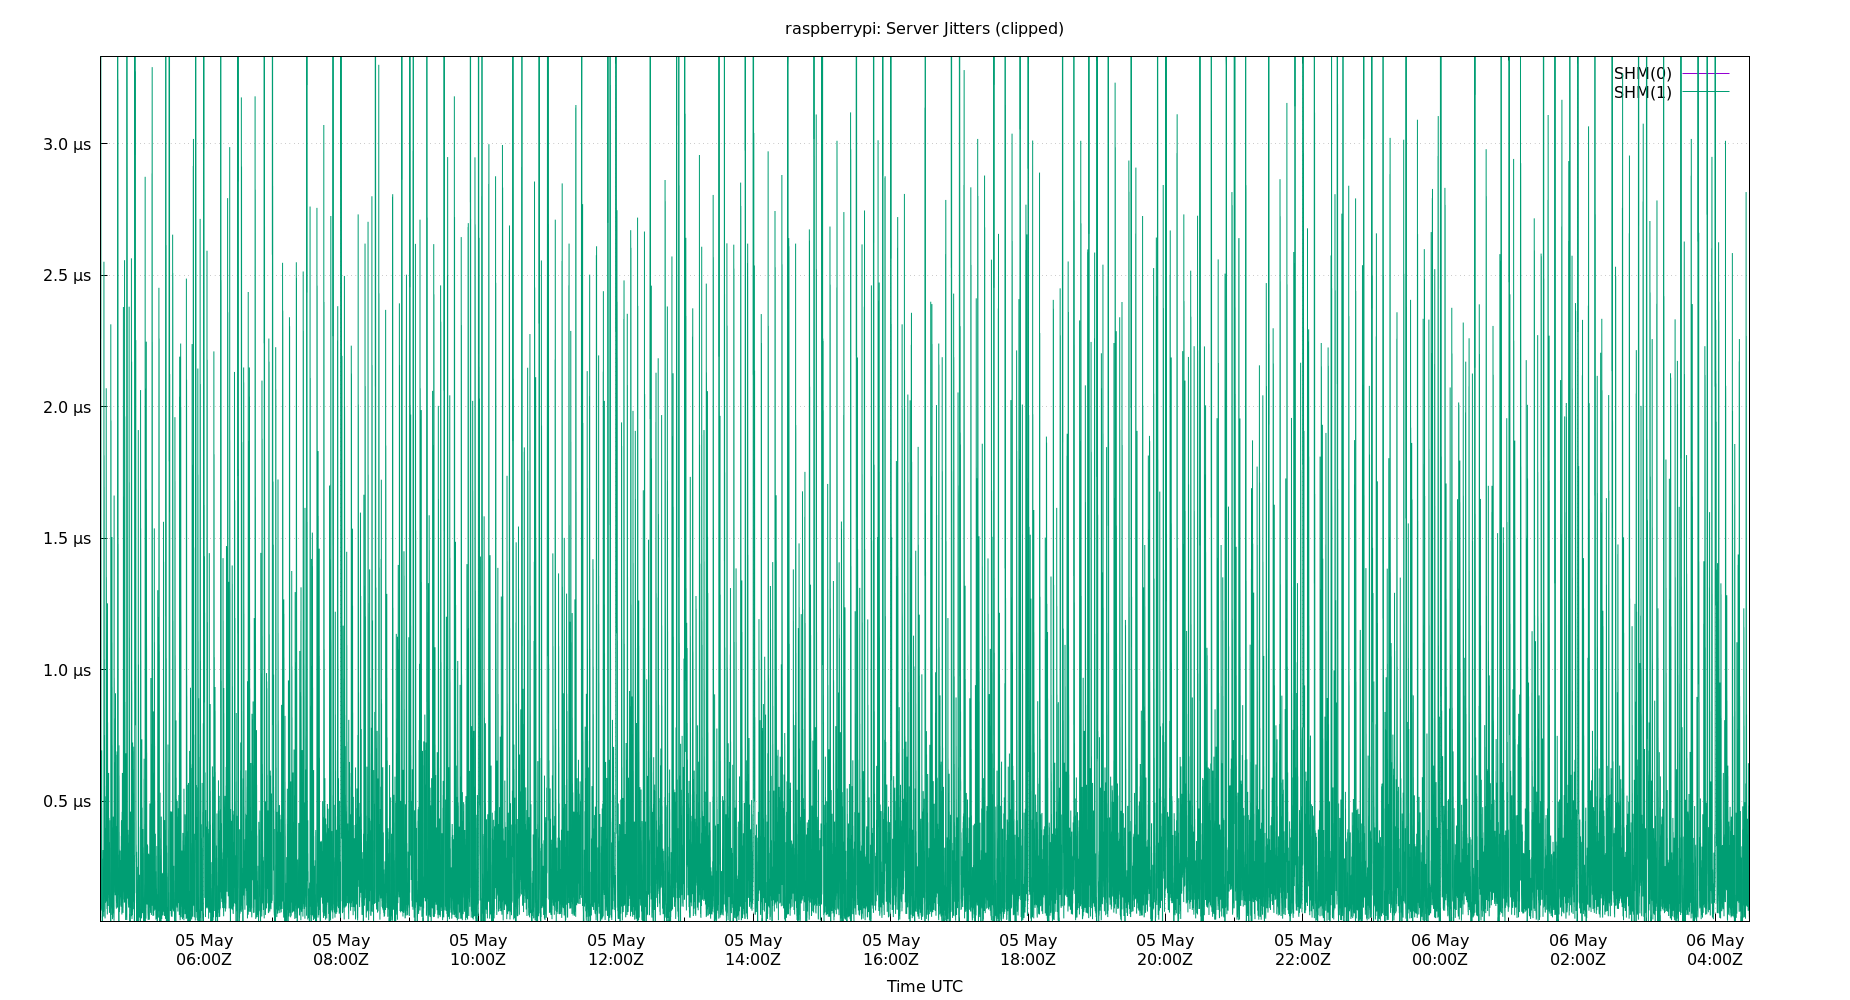 raspberrypi: Server Jitters (clipped)
SHM(0)
SHM(1)
3.0 µs
2.5 µs
2.0 µs
1.5 µs
1.0 µs
0.5 µs
05 May 05 May 05 May 05 May 05 May 05 May 05 May 05 May 05 May 06 May 06 May 06 May
06:00Z 08:00Z 10:00Z 12:00Z 14:00Z 16:00Z 18:00Z 20:00Z 22:00Z 00:00Z 02:00Z 04:00Z
Time UTC